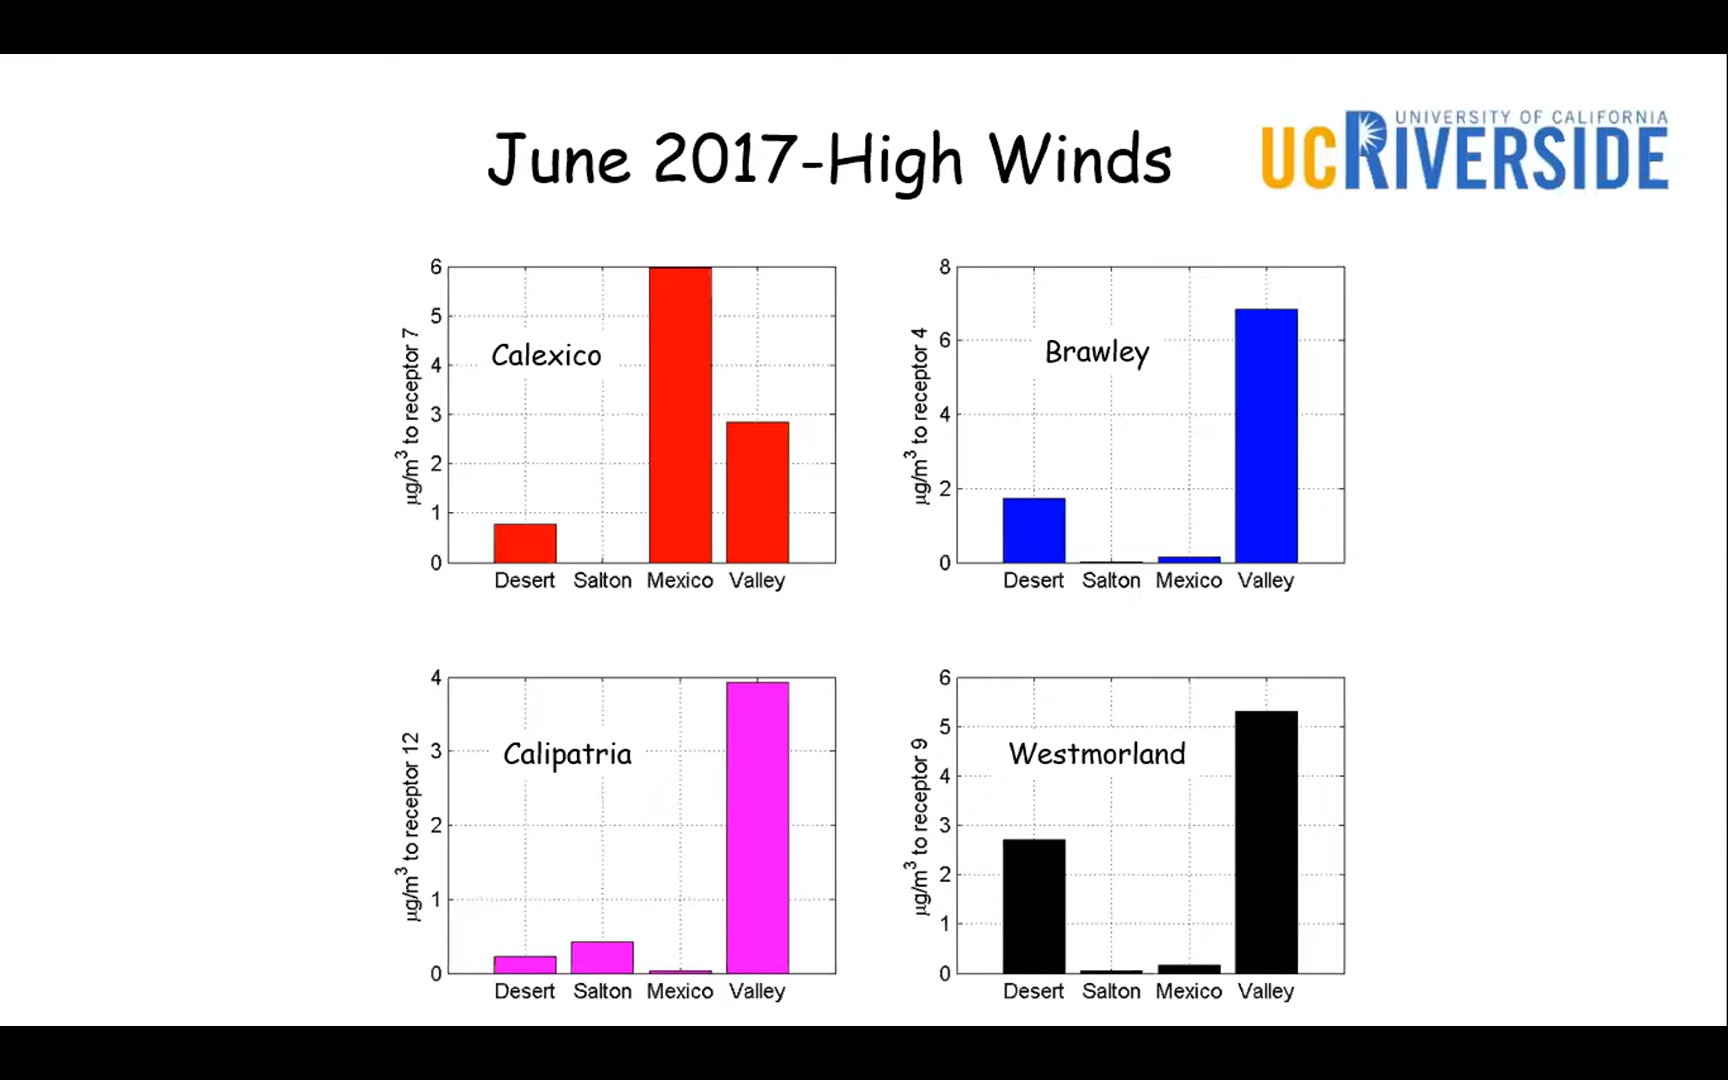 June 2017-High Winds
UNIVERSITY OF CALIFORNIA
UCRIVERSIDE
6
5
4
3
2
1
0
µg/m³ to receptor 7
Calexico
Desert Salton Mexico Valley
8
6
4
2
0
µg/m³ to receptor 4
Brawley
Desert Salton Mexico Valley
4
3
2
1
0
µg/m³ to receptor 12
Calipatria
Desert Salton Mexico Valley
6
5
4
3
2
1
0
µg/m³ to receptor 9
Westmorland
Desert Salton Mexico Valley